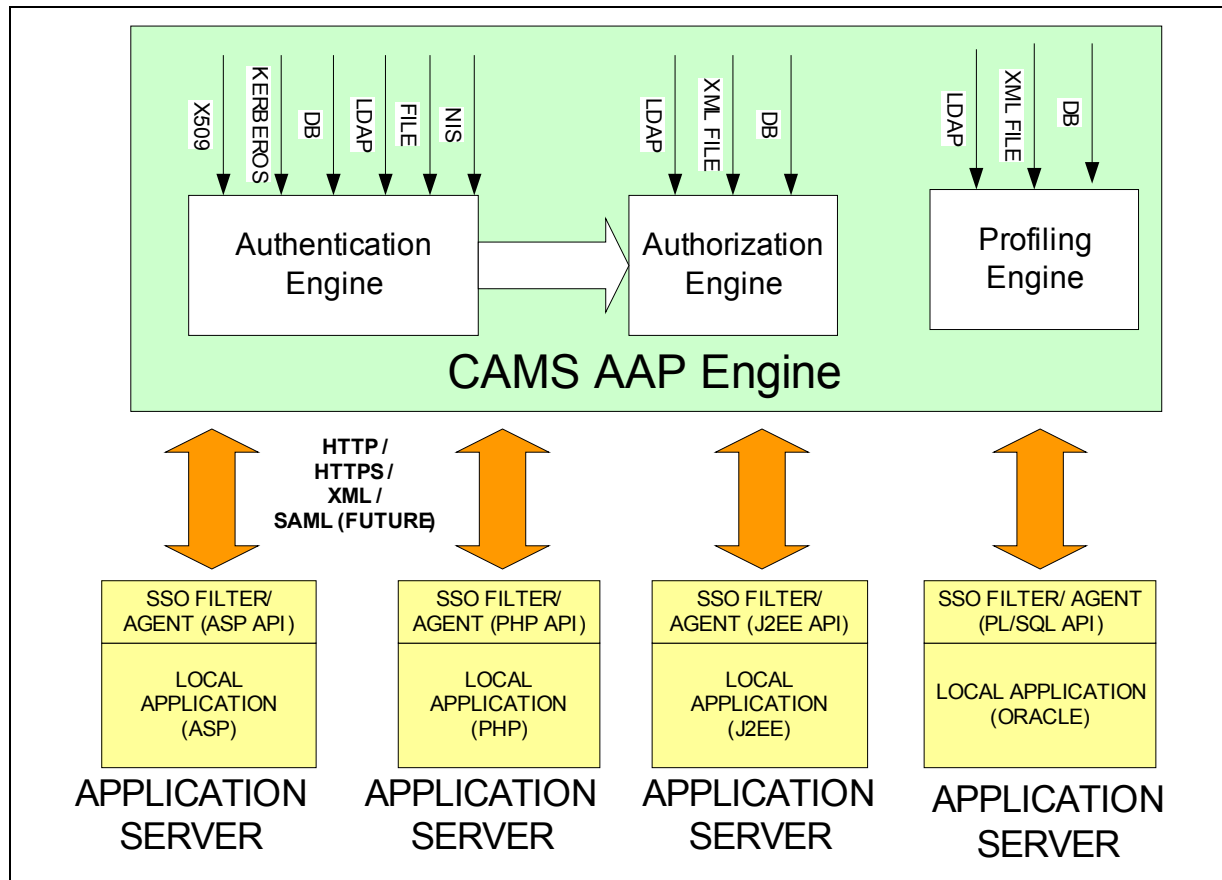 X509
KERBEROS
DB
LDAP
FILE
NIS
LDAP
XML FILE
DB
LDAP
XML FILE
DB
Authentication
Engine
Authorization
Engine
Profiling
Engine
CAMS AAP Engine
HTTP /
HTTPS /
XML /
SAML (FUTURE)
SSO FILTER/
AGENT (ASP API)
LOCAL
APPLICATION
(ASP)
APPLICATION
SERVER
SSO FILTER/
AGENT (PHP API)
LOCAL
APPLICATION
(PHP)
APPLICATION
SERVER
SSO FILTER/
AGENT (J2EE API)
LOCAL
APPLICATION
(J2EE)
APPLICATION
SERVER
SSO FILTER/ AGENT
(PL/SQL API)
LOCAL APPLICATION
(ORACLE)
APPLICATION
SERVER